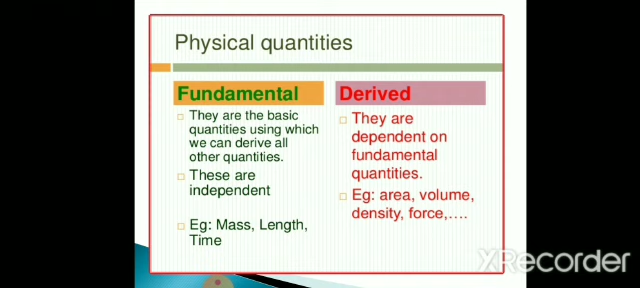 Physical quantities
Fundamental
They are the basic
quantities using which
we can derive all
other quantities.
These are
independent
Eg: Mass, Length,
Time
Derived
They are
dependent on
fundamental
quantities.
Eg: area, volume,
density, force,....
XRecorder